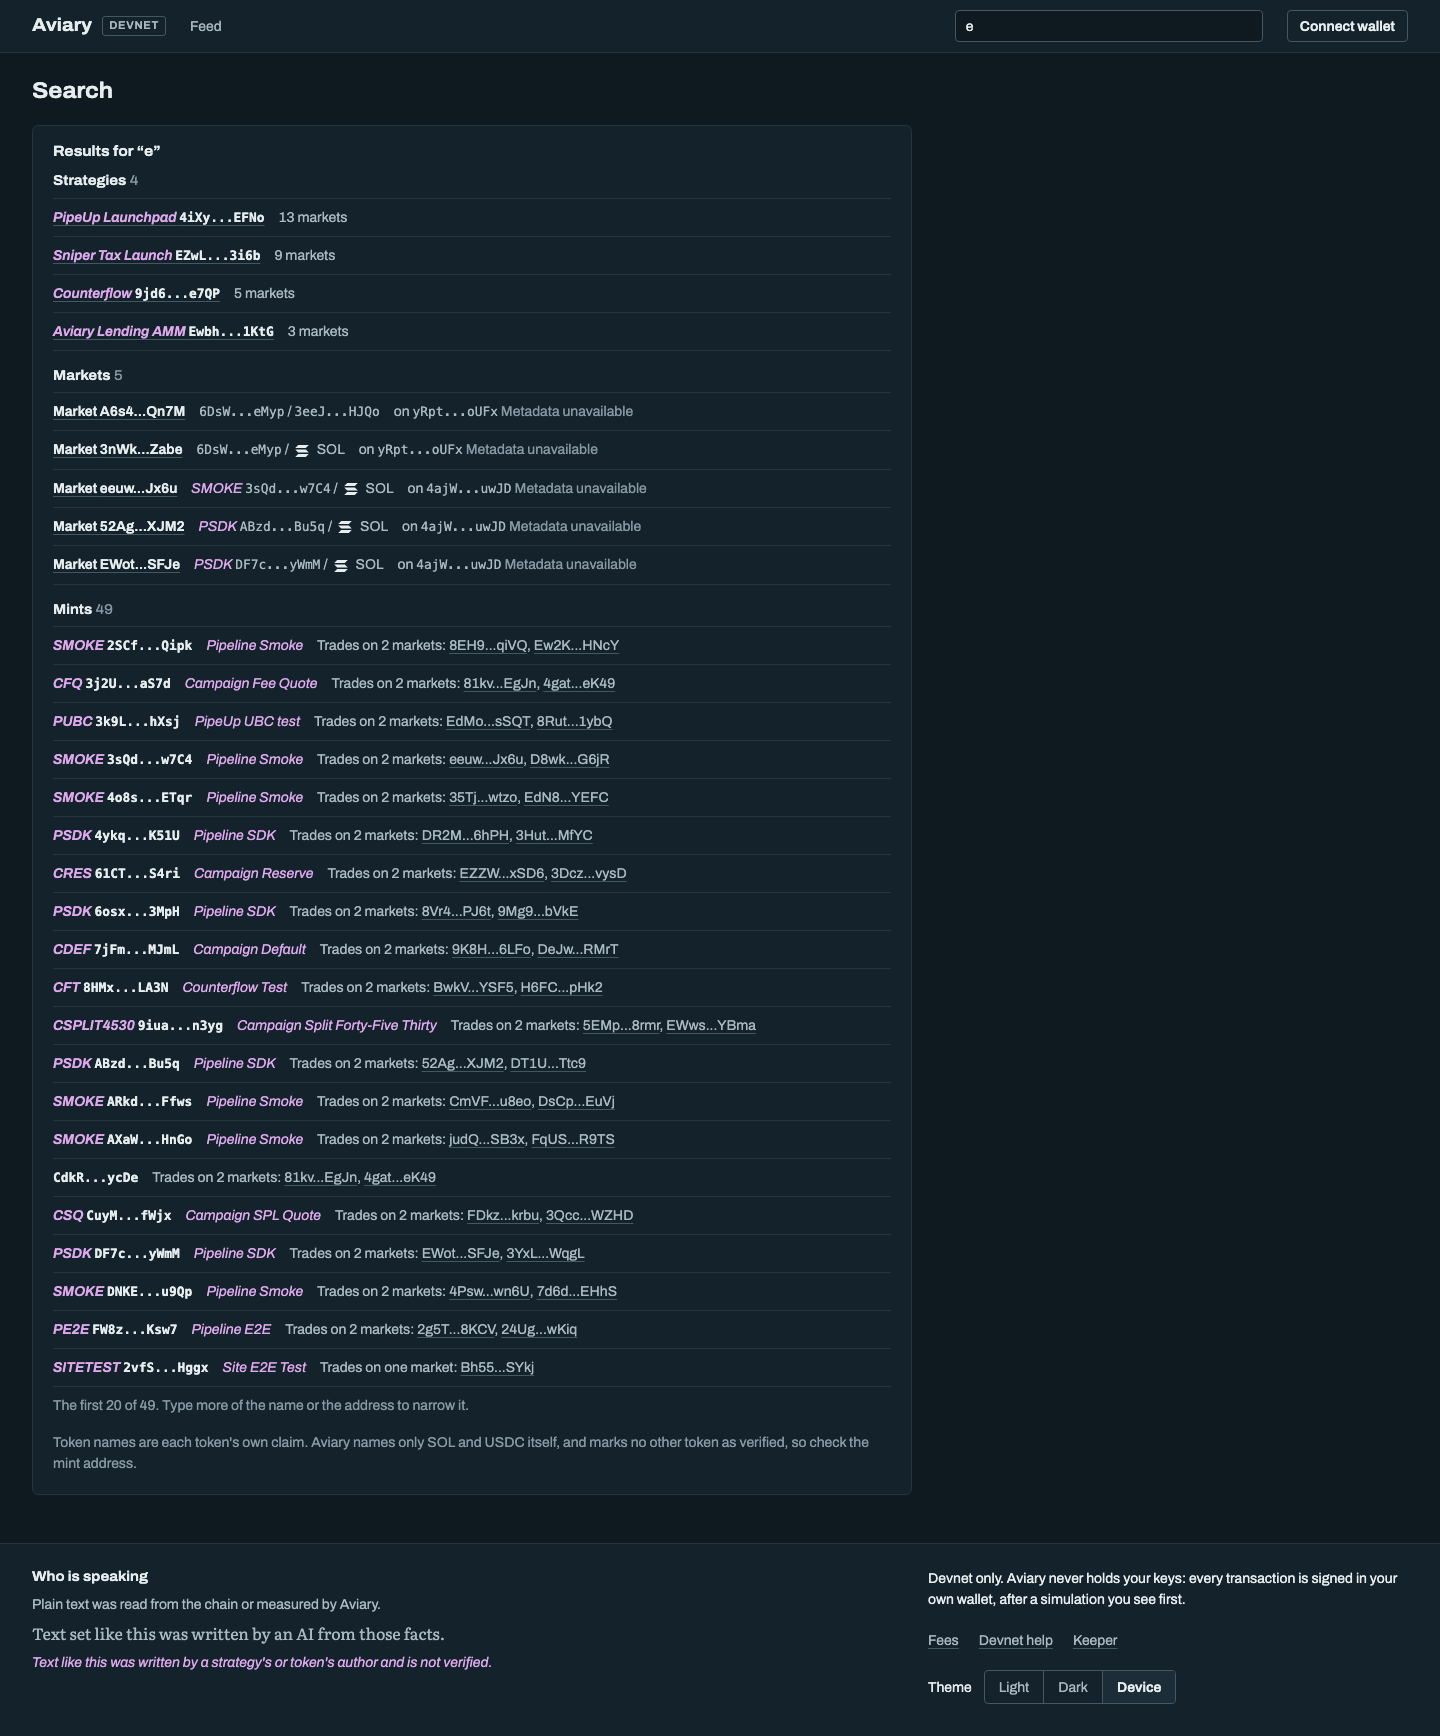 Aviary DEVNET Feed e Connect wallet
Search
Results for “e”
Strategies 4
PipeUp Launchpad 4iXy...EFNo 13 markets
Sniper Tax Launch EZwL...3i6b 9 markets
Counterflow 9jd6...e7QP 5 markets
Aviary Lending AMM Ewbh...1KtG 3 markets
Markets 5
Market A6s4...Qn7M 6DsW...eMyp / 3eeJ...HJQo on yRpt...oUFx Metadata unavailable
Market 3nWk...Zabe 6DsW...eMyp / SOL on yRpt...oUFx Metadata unavailable
Market eeuw...Jx6u SMOKE 3sQd...w7C4 / SOL on 4ajW...uwJD Metadata unavailable
Market 52Ag...XJM2 PSDK ABzd...Bu5q / SOL on 4ajW...uwJD Metadata unavailable
Market EWot...SFJe PSDK DF7c...yWmM / SOL on 4ajW...uwJD Metadata unavailable
Mints 49
SMOKE 2SCf...Qipk Pipeline Smoke Trades on 2 markets: 8EH9...qiVQ, Ew2K...HNcY
CFQ 3j2U...aS7d Campaign Fee Quote Trades on 2 markets: 81kv...EgJn, 4gat...eK49
PUBC 3k9L...hXsj PipeUp UBC test Trades on 2 markets: EdMo...sSQT, 8Rut...1ybQ
SMOKE 3sQd...w7C4 Pipeline Smoke Trades on 2 markets: eeuw...Jx6u, D8wk...G6jR
SMOKE 4o8s...ETqr Pipeline Smoke Trades on 2 markets: 35Tj...wtzo, EdN8...YEFC
PSDK 4ykq...K51U Pipeline SDK Trades on 2 markets: DR2M...6hPH, 3Hut...MfYC
CRES 61CT...S4ri Campaign Reserve Trades on 2 markets: EZZW...xSD6, 3Dcz...vysD
PSDK 6osx...3MpH Pipeline SDK Trades on 2 markets: 8Vr4...PJ6t, 9Mg9...bVkE
CDEF 7jFm...MJmL Campaign Default Trades on 2 markets: 9K8H...6LFo, DeJw...RMrT
CFT 8HMx...LA3N Counterflow Test Trades on 2 markets: BwkV...YSF5, H6FC...pHk2
CSPLIT4530 9iua...n3yg Campaign Split Forty-Five Thirty Trades on 2 markets: 5EMp...8rmr, EWws...YBma
PSDK ABzd...Bu5q Pipeline SDK Trades on 2 markets: 52Ag...XJM2, DT1U...Ttc9
SMOKE ARkd...Ffws Pipeline Smoke Trades on 2 markets: CmVF...u8eo, DsCp...EuVj
SMOKE AXaW...HnGo Pipeline Smoke Trades on 2 markets: judQ...SB3x, FqUS...R9TS
CdkR...ycDe Trades on 2 markets: 81kv...EgJn, 4gat...eK49
CSQ CuyM...fWjx Campaign SPL Quote Trades on 2 markets: FDkz...krbu, 3Qcc...WZHD
PSDK DF7c...yWmM Pipeline SDK Trades on 2 markets: EWot...SFJe, 3YxL...WqgL
SMOKE DNKE...u9Qp Pipeline Smoke Trades on 2 markets: 4Psw...wn6U, 7d6d...EHhS
PE2E FW8z...Ksw7 Pipeline E2E Trades on 2 markets: 2g5T...8KCV, 24Ug...wKiq
SITETEST 2vfS...Hggx Site E2E Test Trades on one market: Bh55...SYkj
The first 20 of 49. Type more of the name or the address to narrow it.
Token names are each token's own claim. Aviary names only SOL and USDC itself, and marks no other token as verified, so check the
mint address.
Who is speaking
Plain text was read from the chain or measured by Aviary.
Text set like this was written by an AI from those facts.
Text like this was written by a strategy's or token's author and is not verified.
Devnet only. Aviary never holds your keys: every transaction is signed in your
own wallet, after a simulation you see first.
Fees Devnet help Keeper
Theme Light Dark Device